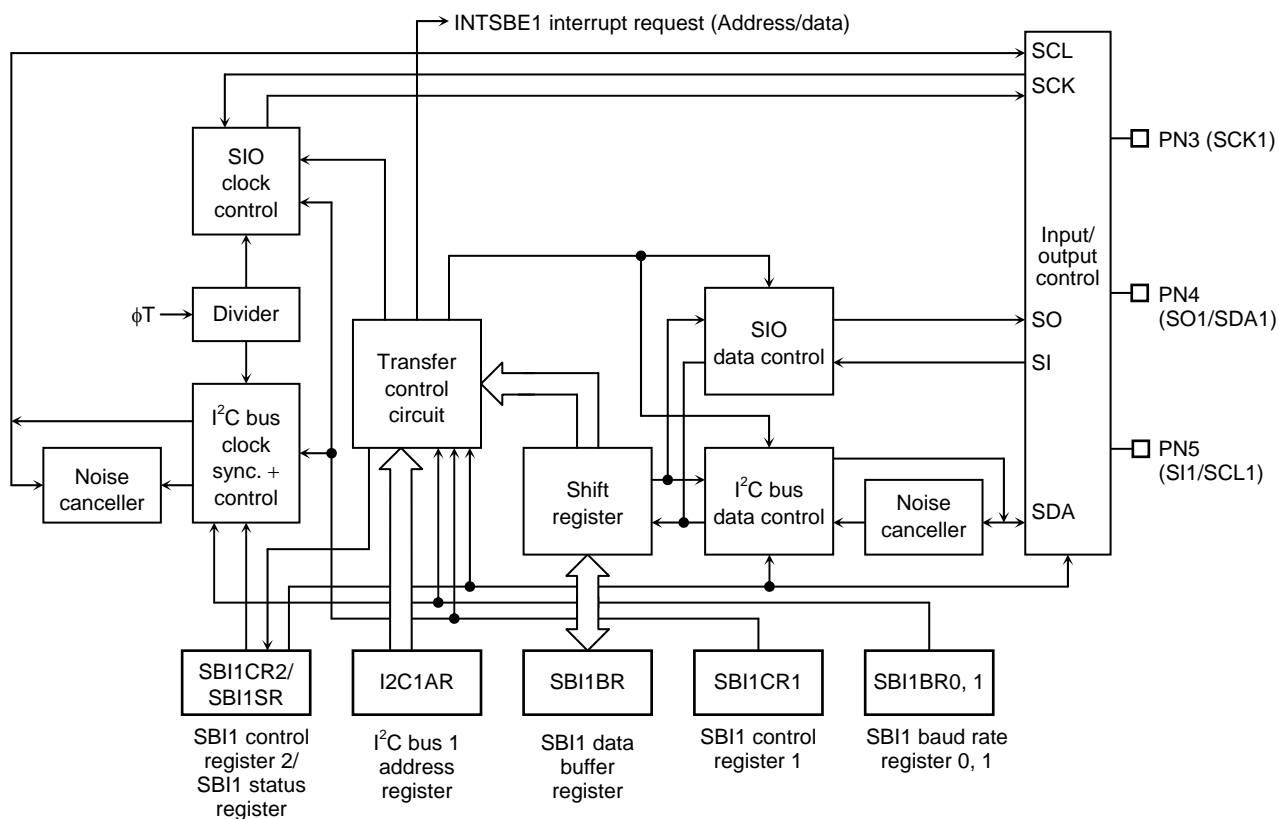 INTSBE1 interrupt request (Address/data)
SCL
SCK
SIO
clock
control
PN3 (SCK1)
Input/
output
control
ϕT
Divider
PN4
(SO1/SDA1)
SIO
data control
SO
SI
Transfer
control
circuit
I²C bus
clock
sync. +
control
Noise
canceller
Shift
register
I²C bus
data control
Noise
canceller
SDA
PN5
(SI1/SCL1)
SBI1CR2/
SBI1SR
I2C1AR
SBI1BR
SBI1CR1
SBI1BR0, 1
SBI1 control
register 2/
SBI1 status
register
I²C bus 1
address
register
SBI1 data
buffer
register
SBI1 control
register 1
SBI1 baud rate
register 0, 1